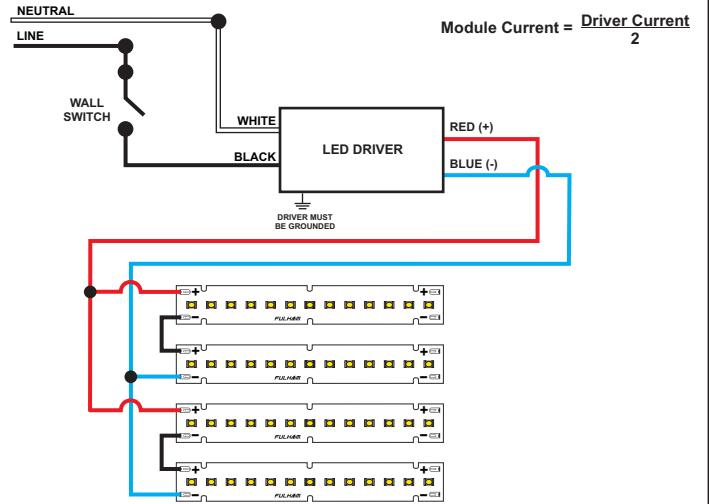 NEUTRAL
LINE
Module Current = Driver Current
2
WALL
SWITCH
WHITE
BLACK
LED DRIVER
RED (+)
BLUE (-)
DRIVER MUST
BE GROUNDED
+ +
− −
FULHAM
+ +
− −
FULHAM
+ +
− −
FULHAM
+ +
− −
FULHAM